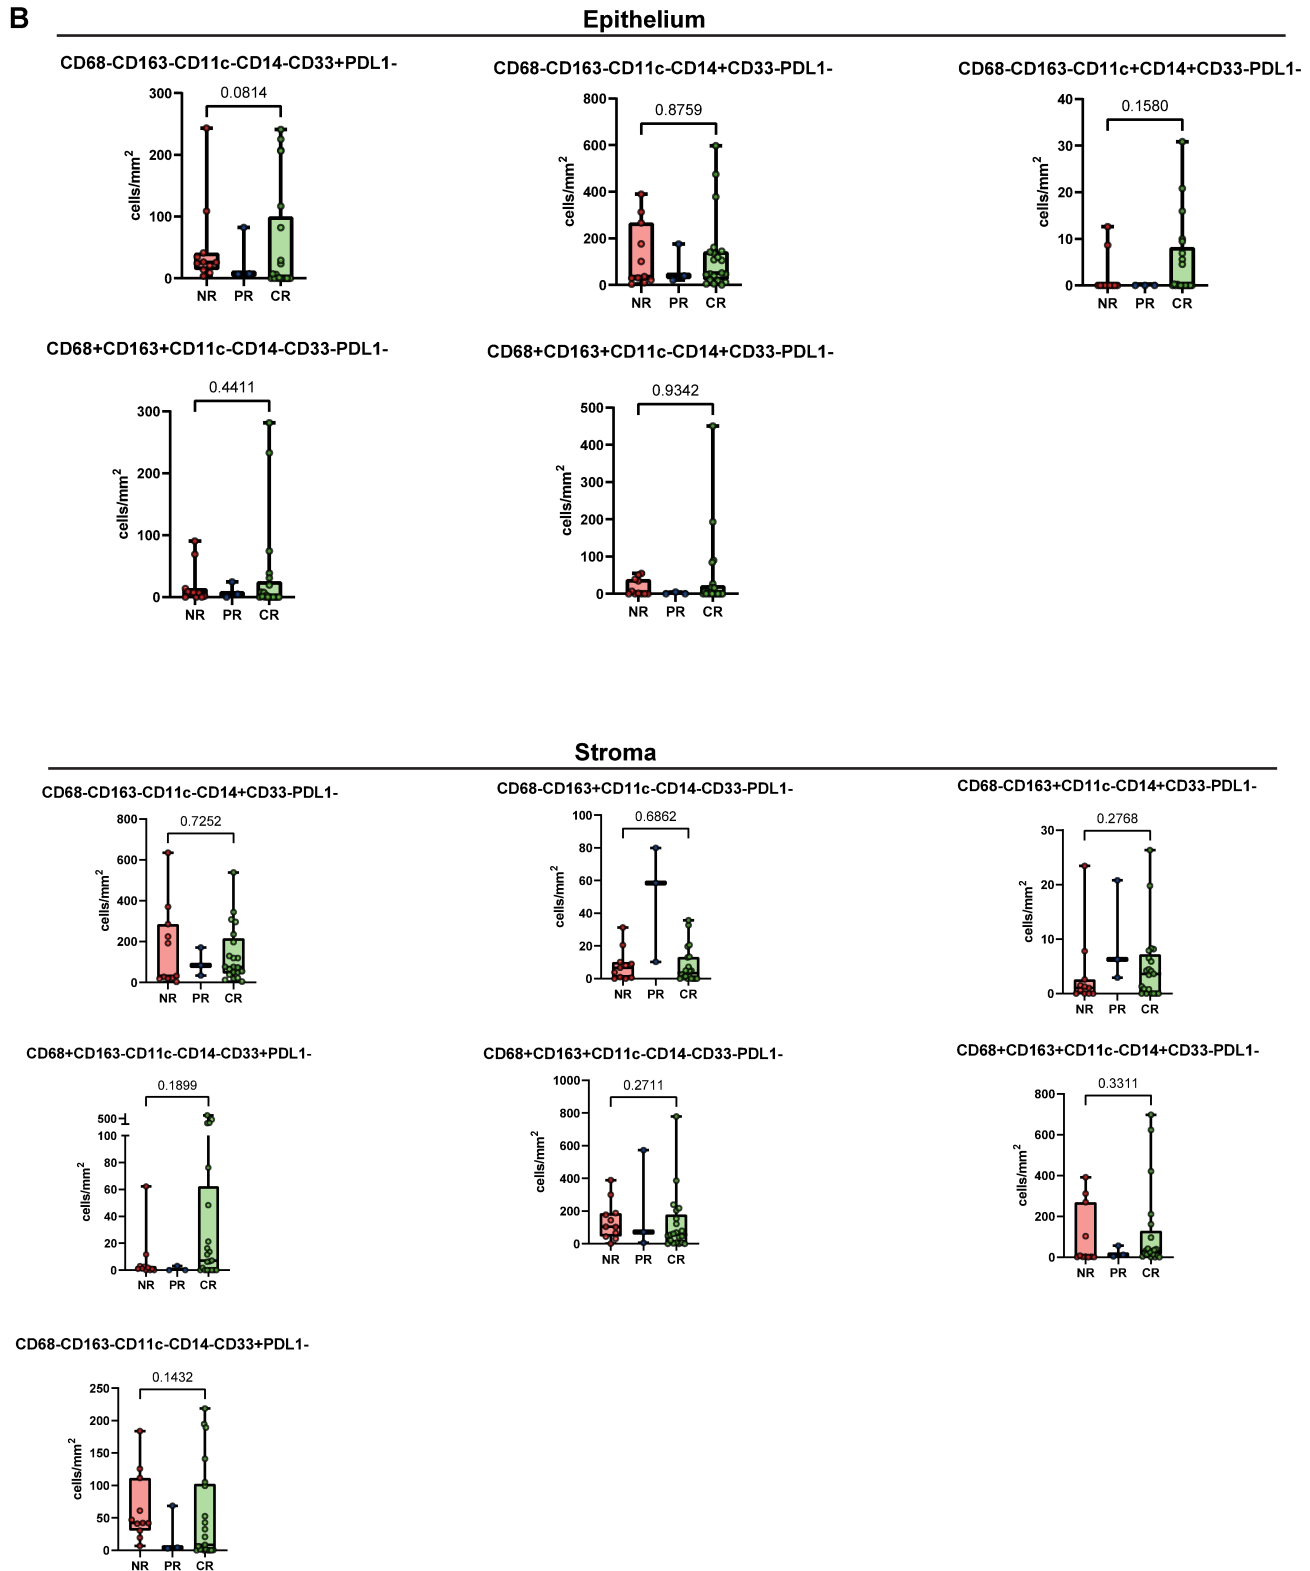 B
Epithelium
CD68-CD163-CD11c-CD14-CD33+PDL1-
0.0814
300
200
100
0
cells/mm2
NR PR CR
CD68-CD163-CD11c-CD14+CD33-PDL1-
0.8759
800
600
400
200
0
cells/mm2
NR PR CR
CD68-CD163-CD11c+CD14+CD33-PDL1-
0.1580
40
30
20
10
0
cells/mm2
NR PR CR
CD68+CD163+CD11c-CD14-CD33-PDL1-
0.4411
300
200
100
0
cells/mm2
NR PR CR
CD68+CD163+CD11c-CD14+CD33-PDL1-
0.9342
500
400
300
200
100
0
cells/mm2
NR PR CR
Stroma
CD68-CD163-CD11c-CD14+CD33-PDL1-
0.7252
800
600
400
200
0
cells/mm2
NR PR CR
CD68-CD163+CD11c-CD14-CD33-PDL1-
0.6862
100
80
60
40
20
0
cells/mm2
NR PR CR
CD68-CD163+CD11c-CD14+CD33-PDL1-
0.2768
30
20
10
0
cells/mm2
NR PR CR
CD68+CD163-CD11c-CD14-CD33+PDL1-
0.1899
500
100
80
60
40
20
0
cells/mm2
NR PR CR
CD68+CD163+CD11c-CD14-CD33-PDL1-
0.2711
1000
800
600
400
200
0
cells/mm2
NR PR CR
CD68+CD163+CD11c-CD14+CD33-PDL1-
0.3311
800
600
400
200
0
cells/mm2
NR PR CR
CD68-CD163-CD11c-CD14-CD33+PDL1-
0.1432
250
200
150
100
50
0
cells/mm2
NR PR CR